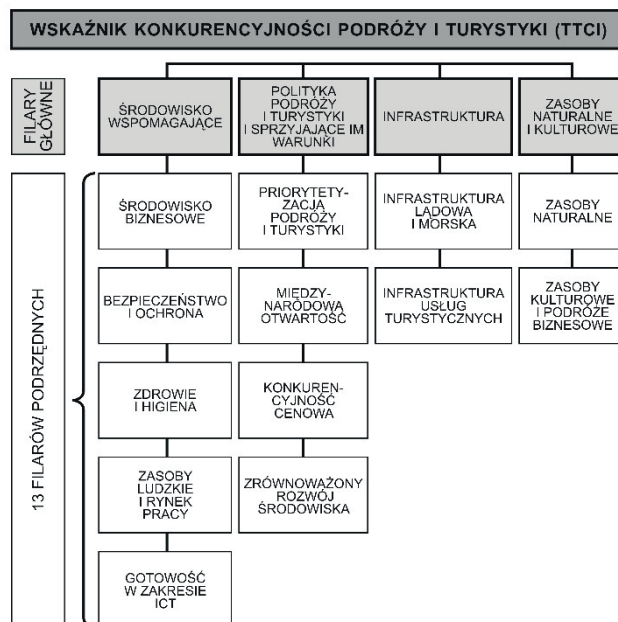 WSKAŹNIK KONKURENCYJNOŚCI PODRÓŻY I TURYSTYKI (TTCI)
FILARY
GŁÓWNE
ŚRODOWISKO
WSPOMAGAJĄCE
POLITYKA
PODRÓŻY
I TURYSTYKI
I SPRZYJAJĄCE IM
WARUNKI
INFRASTRUKTURA
ZASOBY
NATURALNE
I KULTUROWE
13 FILARÓW PODRZĘDNYCH
ŚRODOWISKO
BIZNESOWE
PRIORYTETY-
ZACJA
PODRÓŻY
I TURYSTYKI
INFRASTRUKTURA
LĄDOWA
I MORSKA
ZASOBY
NATURALNE
BEZPIECZEŃSTWO
I OCHRONA
MIĘDZY-
NARODOWA
OTWARTOŚĆ
INFRASTRUKTURA
USŁUG
TURYSTYCZNYCH
ZASOBY
KULTUROWE
I PODRÓŻE
BIZNESOWE
ZDROWIE
I HIGIENA
KONKUREN-
CYJNOŚĆ
CENOWA
ZASOBY
LUDZKIE
I RYNEK
PRACY
ZRÓWNOWAŻONY
ROZWÓJ
ŚRODOWISKA
GOTOWOŚĆ
W ZAKRESIE
ICT